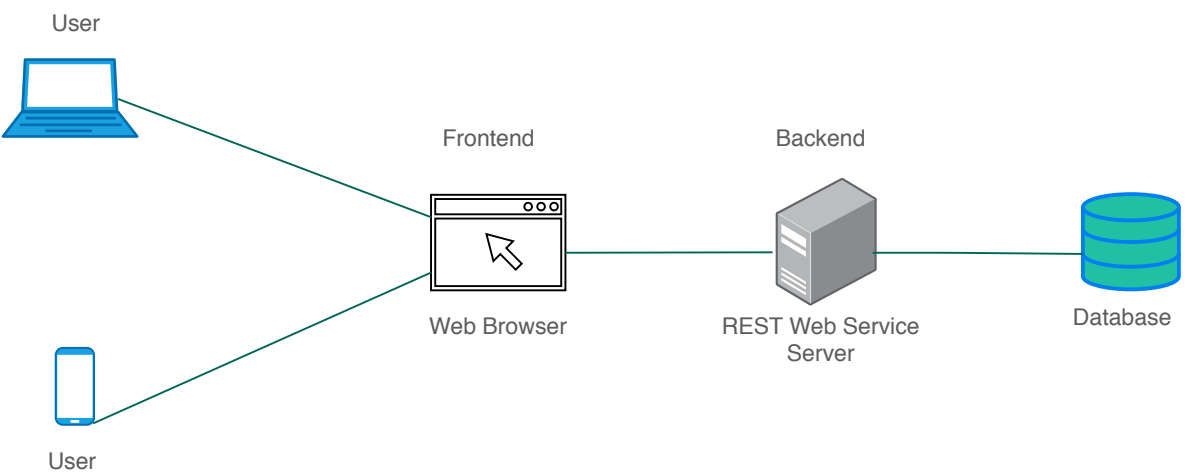 User
Frontend
Backend
Web Browser
REST Web Service
Server
Database
User